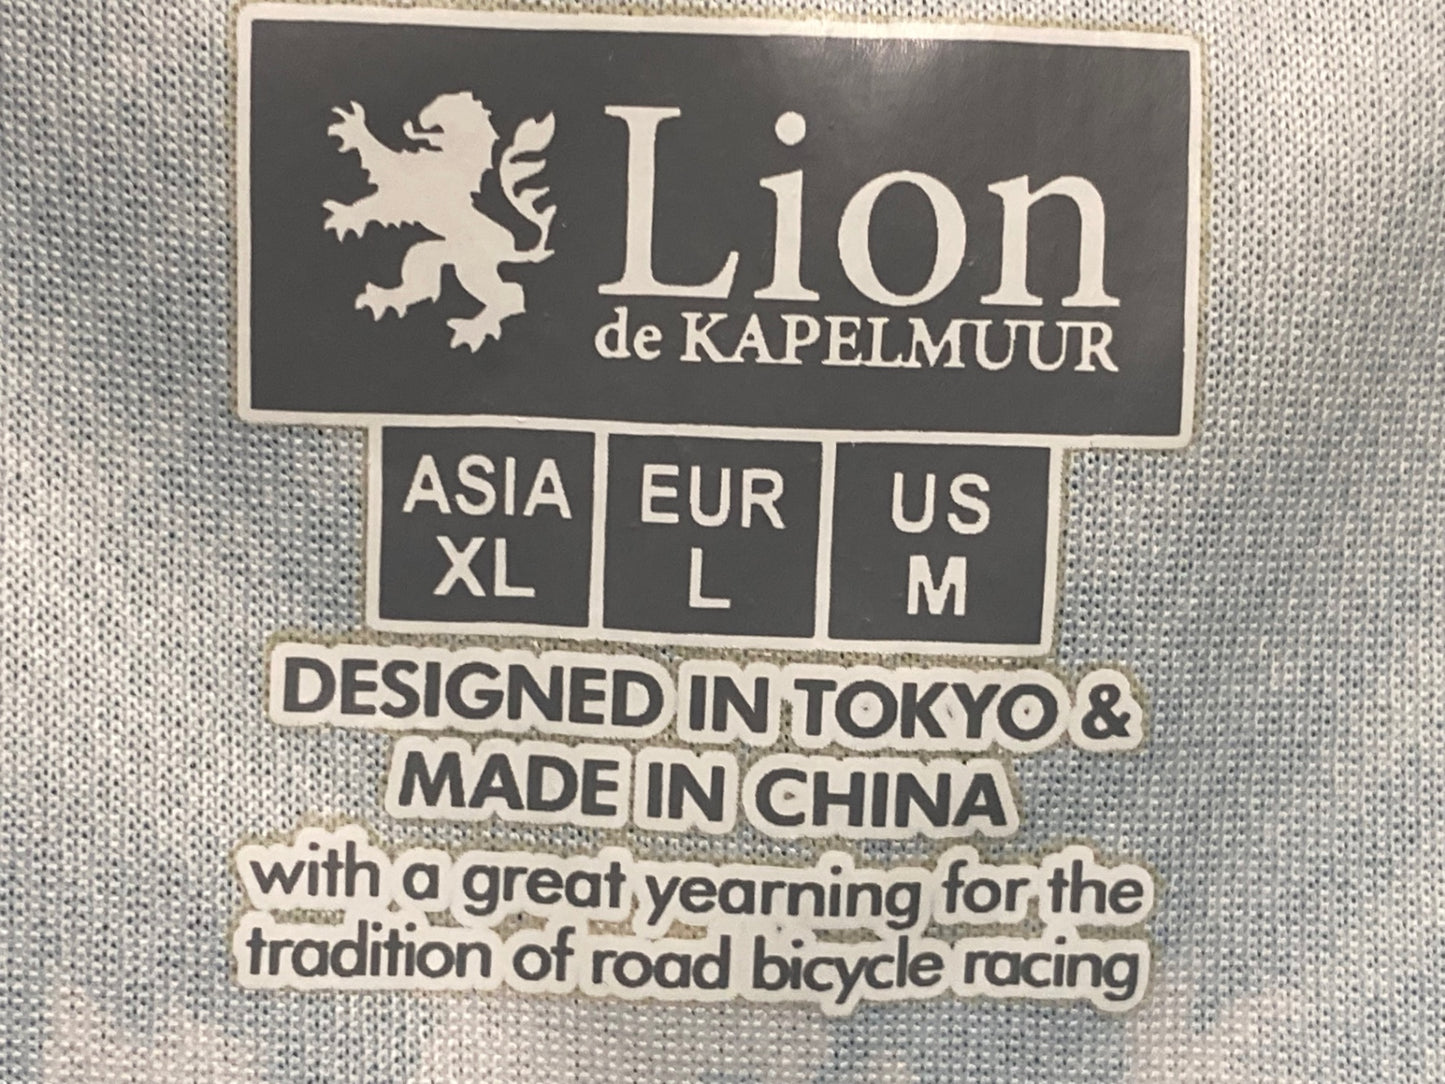 Lion
de KAPELMUUR
ASIA EUR US
XL L M
DESIGNED IN TOKYO &
MADE IN CHINA
with a great yearning for the
tradition of road bicycle racing